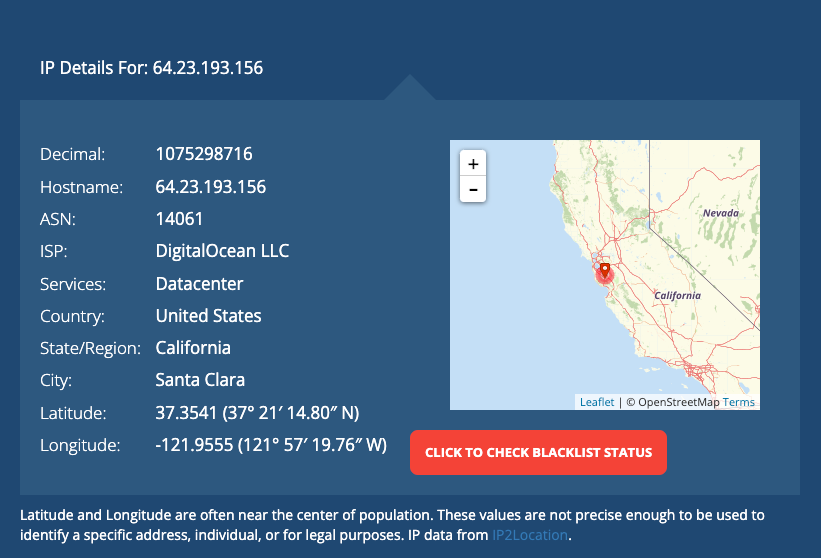 IP Details For: 64.23.193.156
Decimal: 1075298716
Hostname: 64.23.193.156
ASN: 14061
ISP: DigitalOcean LLC
Services: Datacenter
Country: United States
State/Region: California
City: Santa Clara
Latitude: 37.3541 (37° 21′ 14.80″ N)
Longitude: -121.9555 (121° 57′ 19.76″ W)
+
−
Nevada
California
Leaflet | © OpenStreetMap Terms
CLICK TO CHECK BLACKLIST STATUS
Latitude and Longitude are often near the center of population. These values are not precise enough to be used to
identify a specific address, individual, or for legal purposes. IP data from IP2Location.